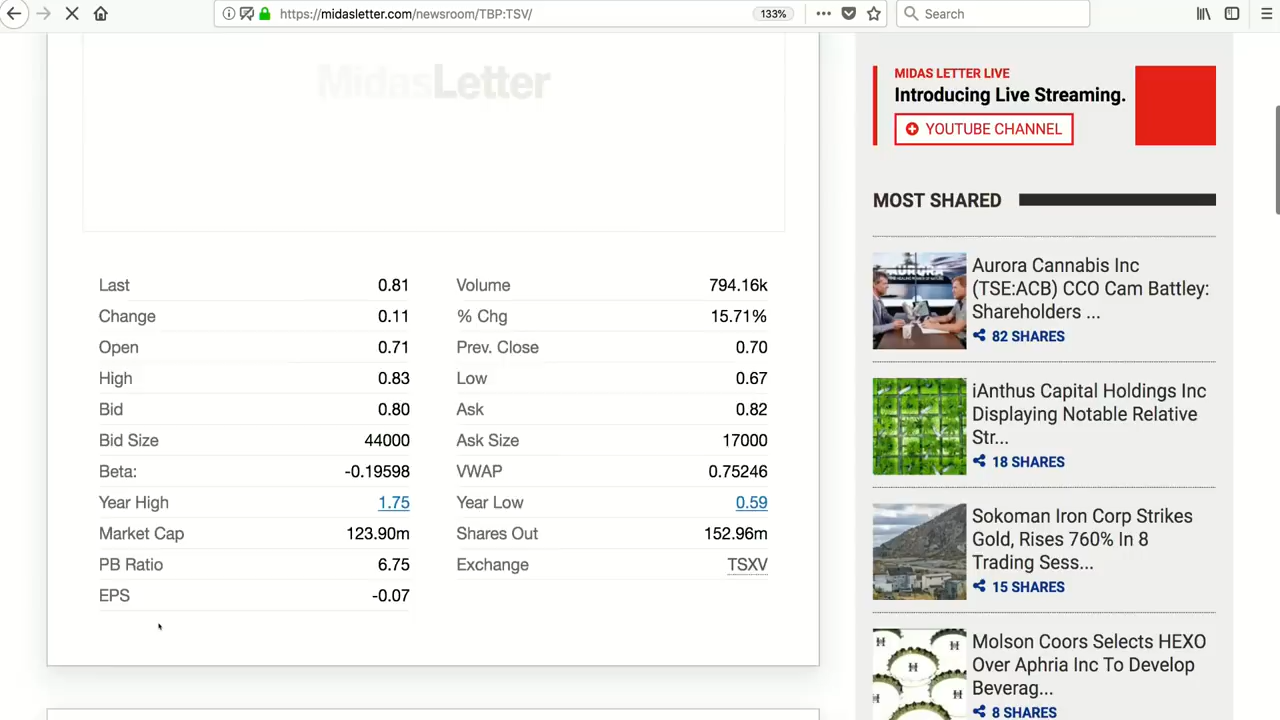 https://midasletter.com/newsroom/TBP:TSV/
133%
Search
MidasLetter
Last 0.81 Volume 794.16k
Change 0.11 % Chg 15.71%
Open 0.71 Prev. Close 0.70
High 0.83 Low 0.67
Bid 0.80 Ask 0.82
Bid Size 44000 Ask Size 17000
Beta: -0.19598 VWAP 0.75246
Year High 1.75 Year Low 0.59
Market Cap 123.90m Shares Out 152.96m
PB Ratio 6.75 Exchange TSXV
EPS -0.07
MIDAS LETTER LIVE
Introducing Live Streaming.
YOUTUBE CHANNEL
MOST SHARED
AURORA
Aurora Cannabis Inc
(TSE:ACB) CCO Cam Battley:
Shareholders ...
82 SHARES
iAnthus Capital Holdings Inc
Displaying Notable Relative
Str...
18 SHARES
Sokoman Iron Corp Strikes
Gold, Rises 760% In 8
Trading Sess...
15 SHARES
Molson Coors Selects HEXO
Over Aphria Inc To Develop
Beverag...
8 SHARES